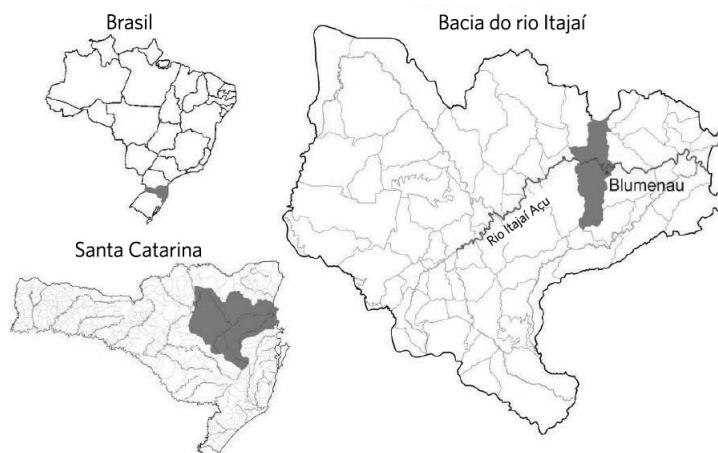 Brasil
Bacia do rio Itajaí
Blumenau
Rio Itajaí Açu
Santa Catarina